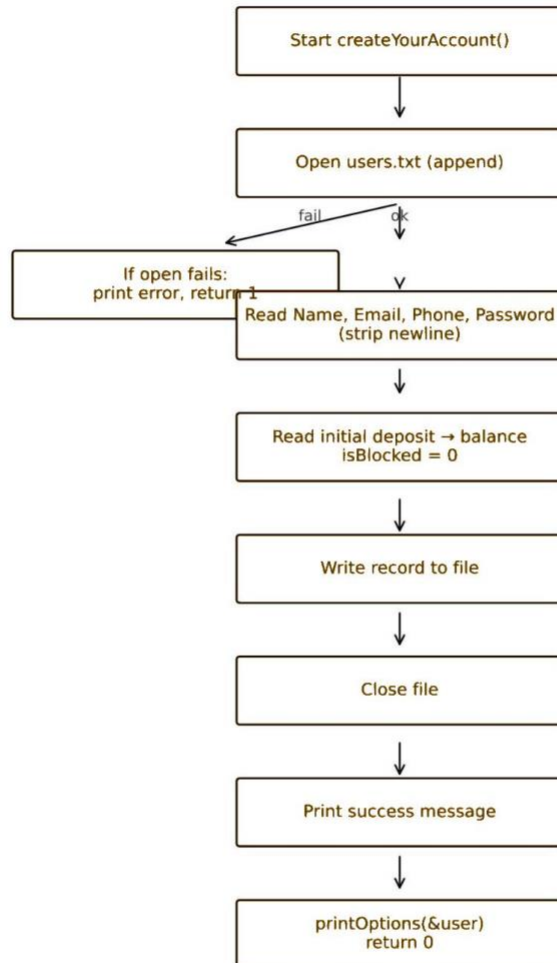 Start createYourAccount()
Open users.txt (append)
fail
ok
If open fails:
print error, return 1
Read Name, Email, Phone, Password
(strip newline)
Read initial deposit → balance
isBlocked = 0
Write record to file
Close file
Print success message
printOptions(&user)
return 0